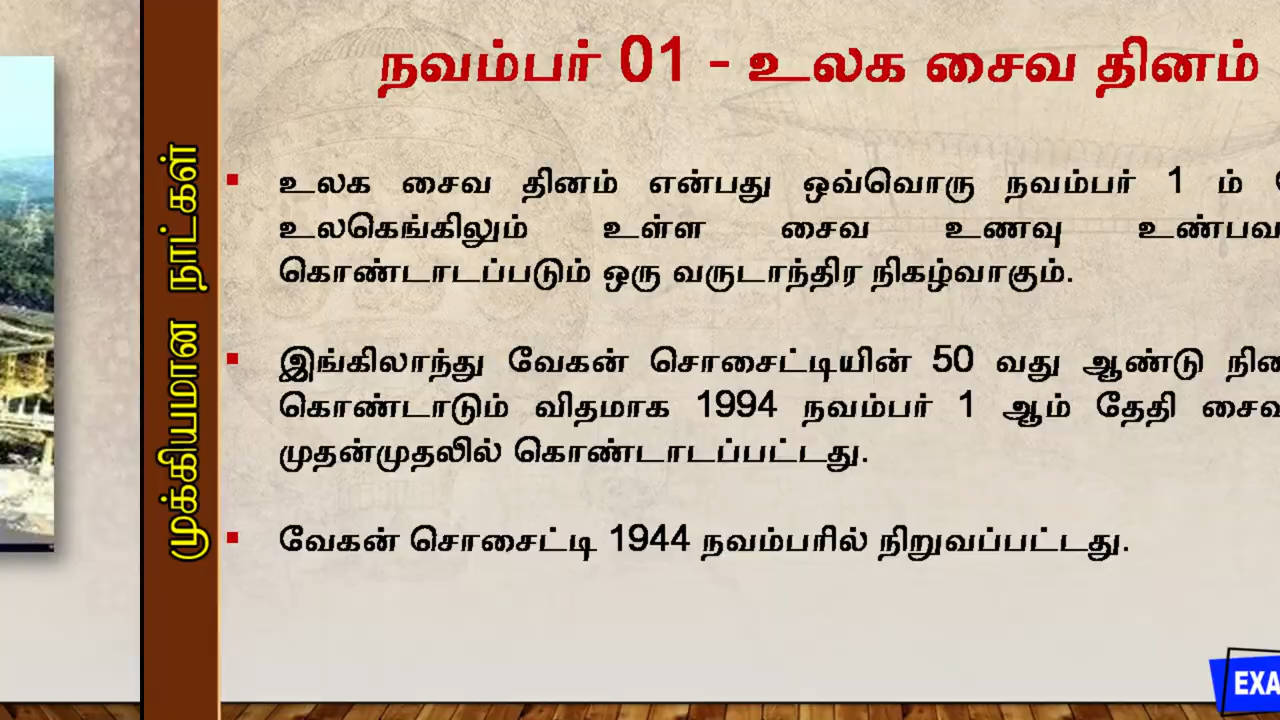 நவம்பர் 01 - உலக சைவ தினம்
முக்கியமான நாட்கள்
உலக சைவ தினம் என்பது ஒவ்வொரு நவம்பர் 1 ம்
உலகெங்கிலும் உள்ள சைவ உணவு
கொண்டாடப்படும் ஒரு வருடாந்திர நிகழ்வாகும்.
இங்கிலாந்து வேகன் சொசைட்டியின் 50 வது ஆண்டு
கொண்டாடும் விதமாக 1994 நவம்பர் 1 ஆம் தேதி சைவ
முதன்முதலில் கொண்டாடப்பட்டது.
வேகன் சொசைட்டி 1944 நவம்பரில் நிறுவப்பட்டது.
EXA